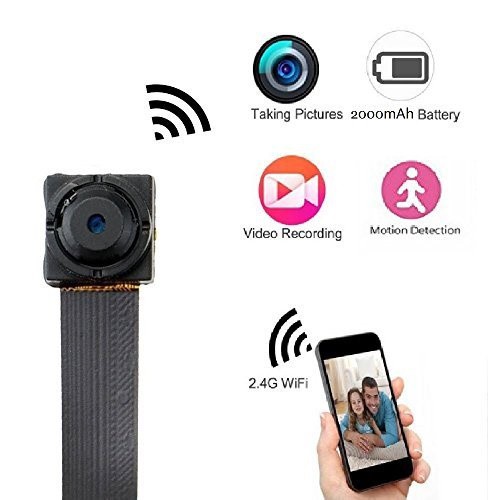 Taking Pictures
2000mAh Battery
Video Recording
Motion Detection
2.4G WiFi